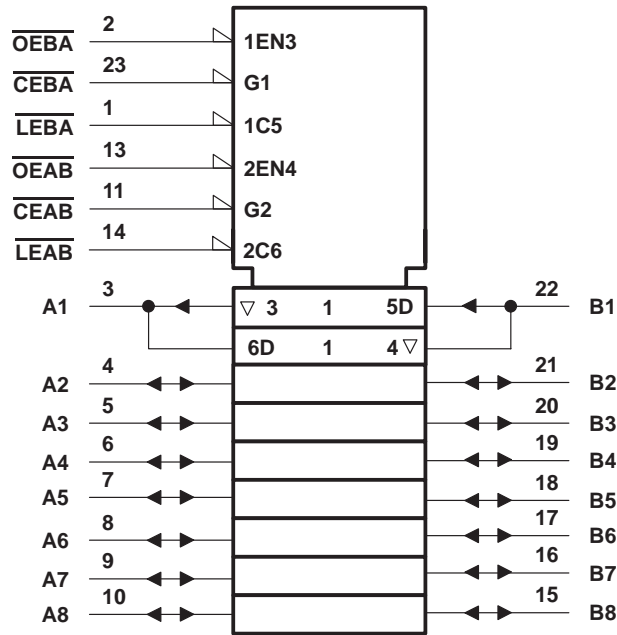 OEBA 2 1EN3
CEBA 23 G1
LEBA 1 1C5
OEAB 13 2EN4
CEAB 11 G2
LEAB 14 2C6
A1 3 ▽ 3 1 5D 22 B1
6D 1 4 ▽
A2 4 21 B2
A3 5 20 B3
A4 6 19 B4
A5 7 18 B5
A6 8 17 B6
A7 9 16 B7
A8 10 15 B8